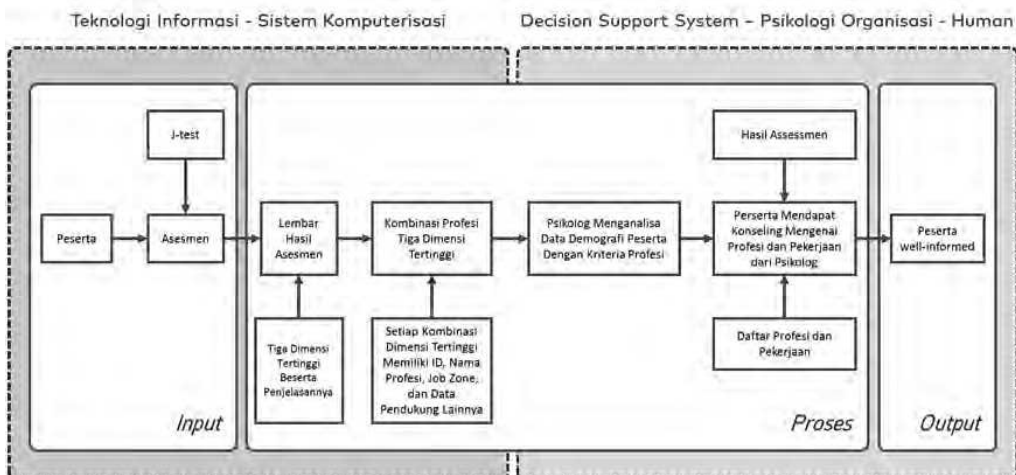 Teknologi Informasi - Sistem Komputerisasi
Decision Support System – Psikologi Organisasi - Human
J-test
Hasil Assessmen
Peserta
Asesmen
Lembar
Hasil
Asesmen
Kombinasi Profesi
Tiga Dimensi
Tertinggi
Psikolog Menganalisa
Data Demografi Peserta
Dengan Kriteria Profesi
Perserta Mendapat
Konseling Mengenai
Profesi dan Pekerjaan
dari Psikolog
Peserta
well-informed
Tiga Dimensi
Tertinggi
Beserta
Penjelasannya
Setiap Kombinasi
Dimensi Tertinggi
Memiliki ID, Nama
Profesi, Job Zone,
dan Data
Pendukung Lainnya
Daftar Profesi dan
Pekerjaan
Input
Proses
Output